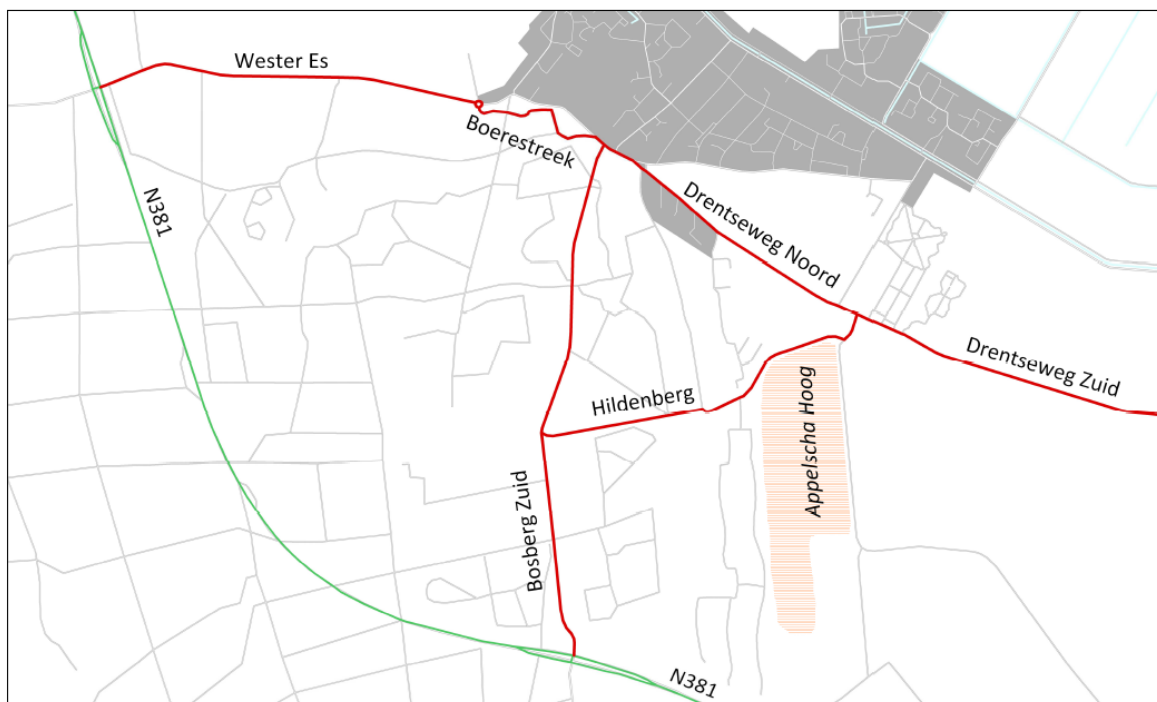 Wester Es
Boerestreek
N381
Drentseweg Noord
Drentseweg Zuid
Hildenberg
Appelscha Hoog
Bosberg Zuid
N381